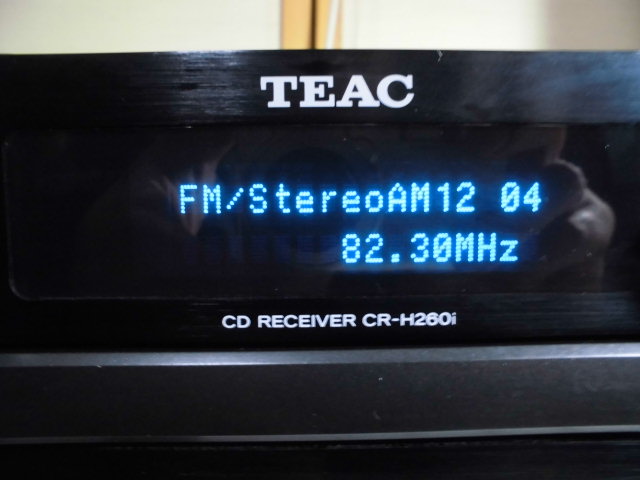 TEAC
FM/StereoAM12 04
82.30MHz
CD RECEIVER CR-H260i